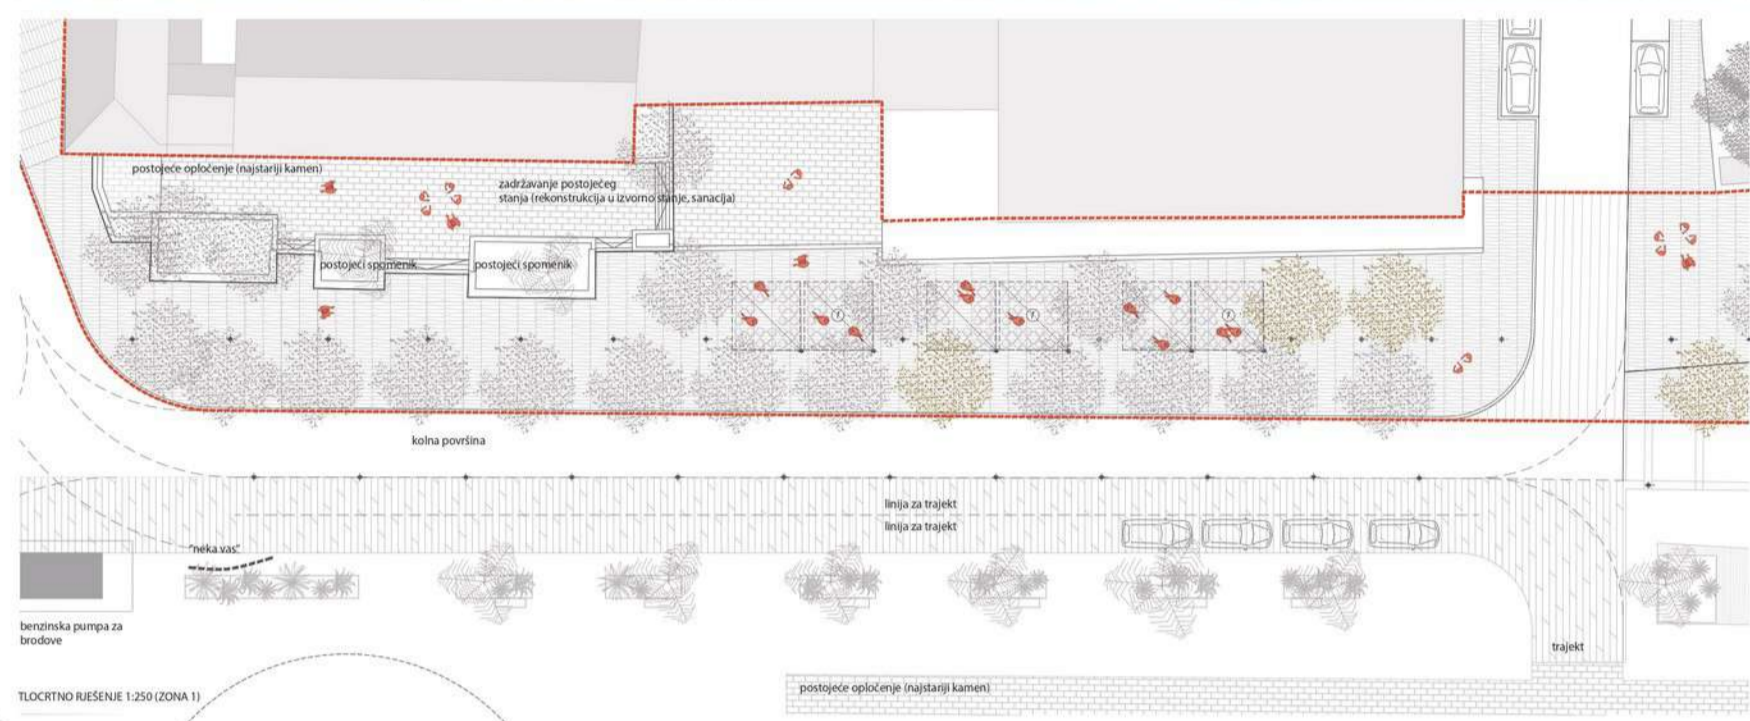 postojeće opločenje (najstariji kamen)
zadržavanje postojećeg
stanja (rekonstrukcija u izvorno stanje, sanacija)
postojeći spomenik
postojeći spomenik
kolna površina
linija za trajekt
linija za trajekt
"neka vas"
benzinska pumpa za
brodove
trajekt
postojeće opločenje (najstariji kamen)
TLOCRTNO RJEŠENJE 1:250 (ZONA 1)